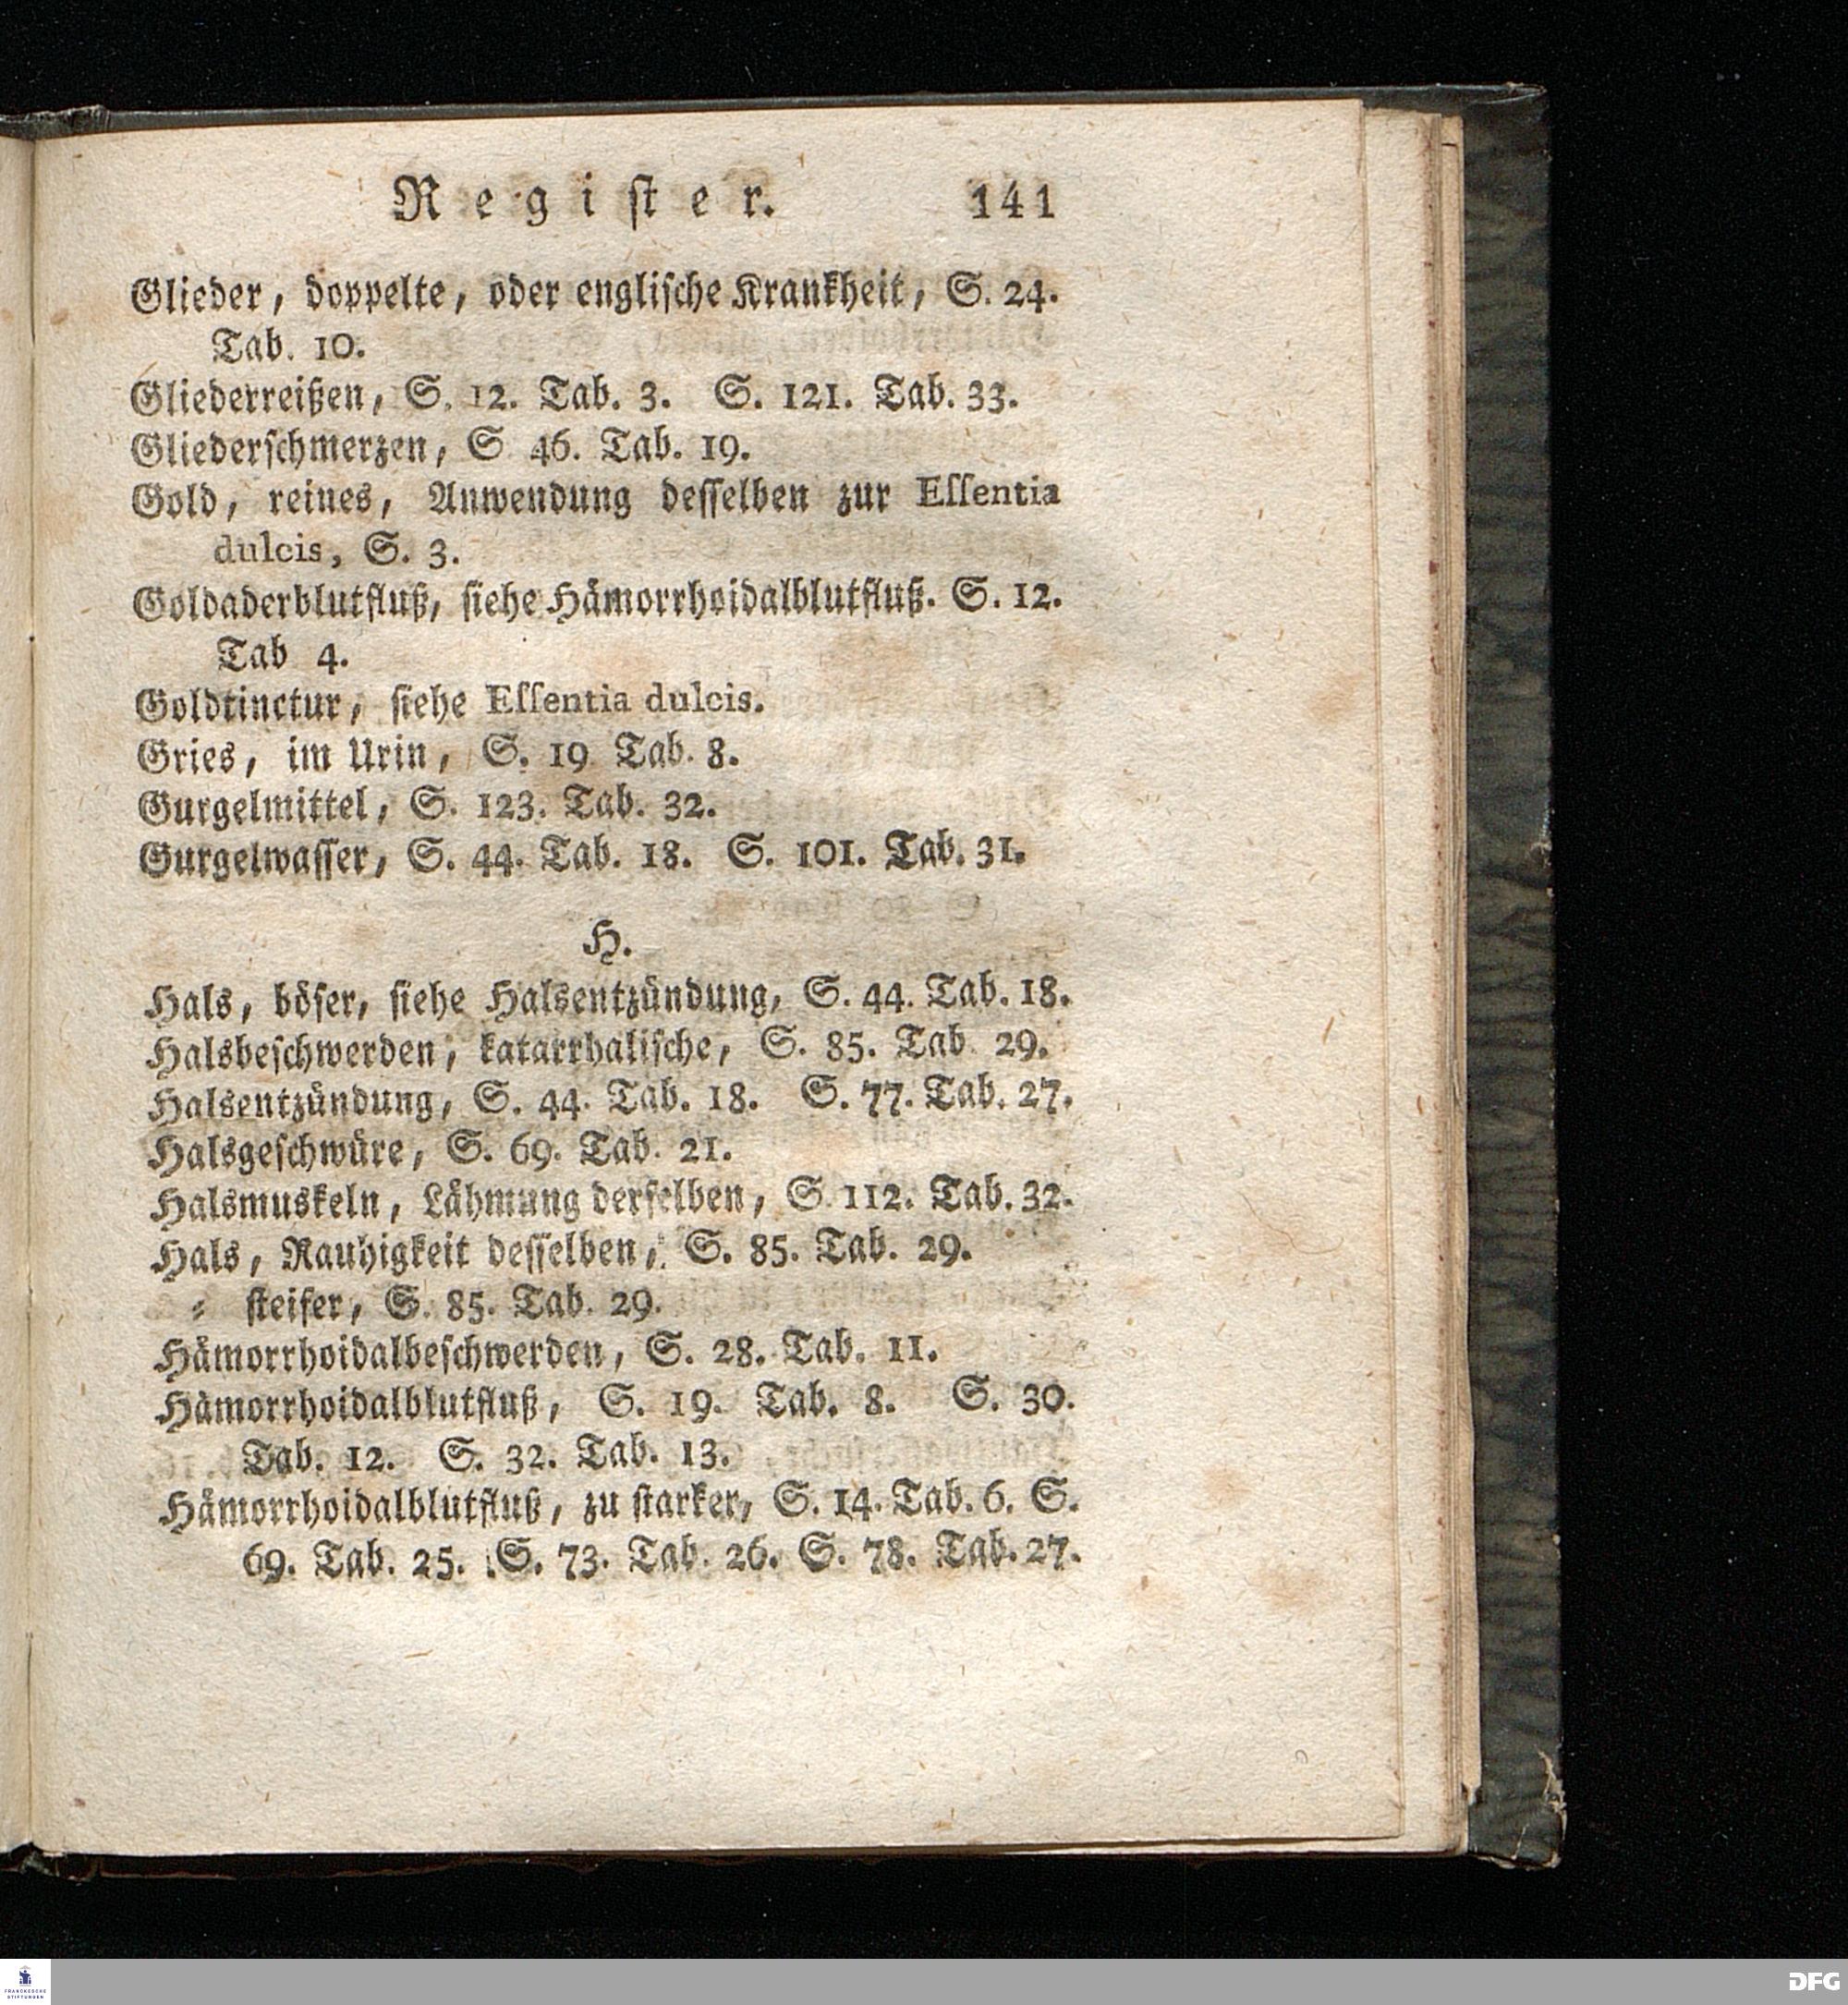 Regiſter. 141
Glieder, doppelte, oder engliſche Krankheit, S. 24.
Tab. 10.
Gliederreißen, S. 12. Tab. 3. S. 121. Tab. 33.
Gliederſchmerzen, S 46. Tab. 19.
Gold, reines, Anwendung deſſelben zur Eſſentia
dulcis, S. 3.
Goldaderblutfluß, ſiehe Hämorrhoidalblutfluß. S. 12.
Tab 4.
Goldtinctur, ſiehe Eſſentia dulcis.
Gries, im Urin, S. 19 Tab. 8.
Gurgelmittel, S. 123. Tab. 32.
Gurgelwaſſer, S. 44. Tab. 18. S. 101. Tab. 31.
H.
Hals, böſer, ſiehe Halsentzündung, S. 44. Tab. 18.
Halsbeſchwerden, katarrhaliſche, S. 85. Tab 29.
Halsentzündung, S. 44. Tab. 18. S. 77. Tab. 27.
Halsgeſchwüre, S. 69. Tab. 21.
Halsmuskeln, Lähmung derſelben, S. 112. Tab. 32.
Hals, Rauhigkeit deſſelben, S. 85. Tab. 29.
⸗ ſteifer, S. 85. Tab. 29.
Hämorrhoidalbeſchwerden, S. 28. Tab. 11.
Hämorrhoidalblutfluß, S. 19. Tab. 8. S. 30.
Tab. 12. S. 32. Tab. 13.
Hämorrhoidalblutfluß, zu ſtarker, S. 14. Tab. 6. S.
69. Tab. 25. S. 73. Tab. 26. S. 78. Tab. 27.
FRANCKESCHE
STIFTUNGEN
DFG